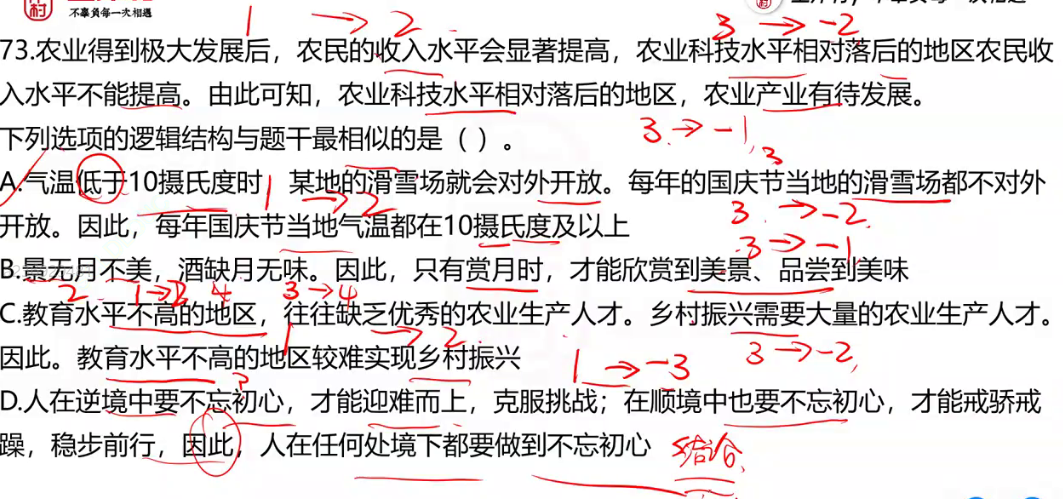 村 不辜负每一次相遇
1 → 2 3 → -2
73.农业得到极大发展后，农民的收入水平会显著提高，农业科技水平相对落后的地区农民收
入水平不能提高。由此可知，农业科技水平相对落后的地区，农业产业有待发展。
3 → -1
下列选项的逻辑结构与题干最相似的是（ ）。
3
A.气温低于10摄氏度时，某地的滑雪场就会对外开放。每年的国庆节当地的滑雪场都不对外
1 → 2 3 → -2
开放。因此，每年国庆节当地气温都在10摄氏度及以上
3 → -1
B.景无月不美，酒缺月无味。因此，只有赏月时，才能欣赏到美景、品尝到美味
2 1→2 4 3→4
C.教育水平不高的地区，往往缺乏优秀的农业生产人才。乡村振兴需要大量的农业生产人才。
1 → 2 3 → -2
因此。教育水平不高的地区较难实现乡村振兴
1 → -3
D.人在逆境中要不忘初心，才能迎难而上，克服挑战；在顺境中也要不忘初心，才能戒骄戒
躁，稳步前行，因此，人在任何处境下都要做到不忘初心 结合